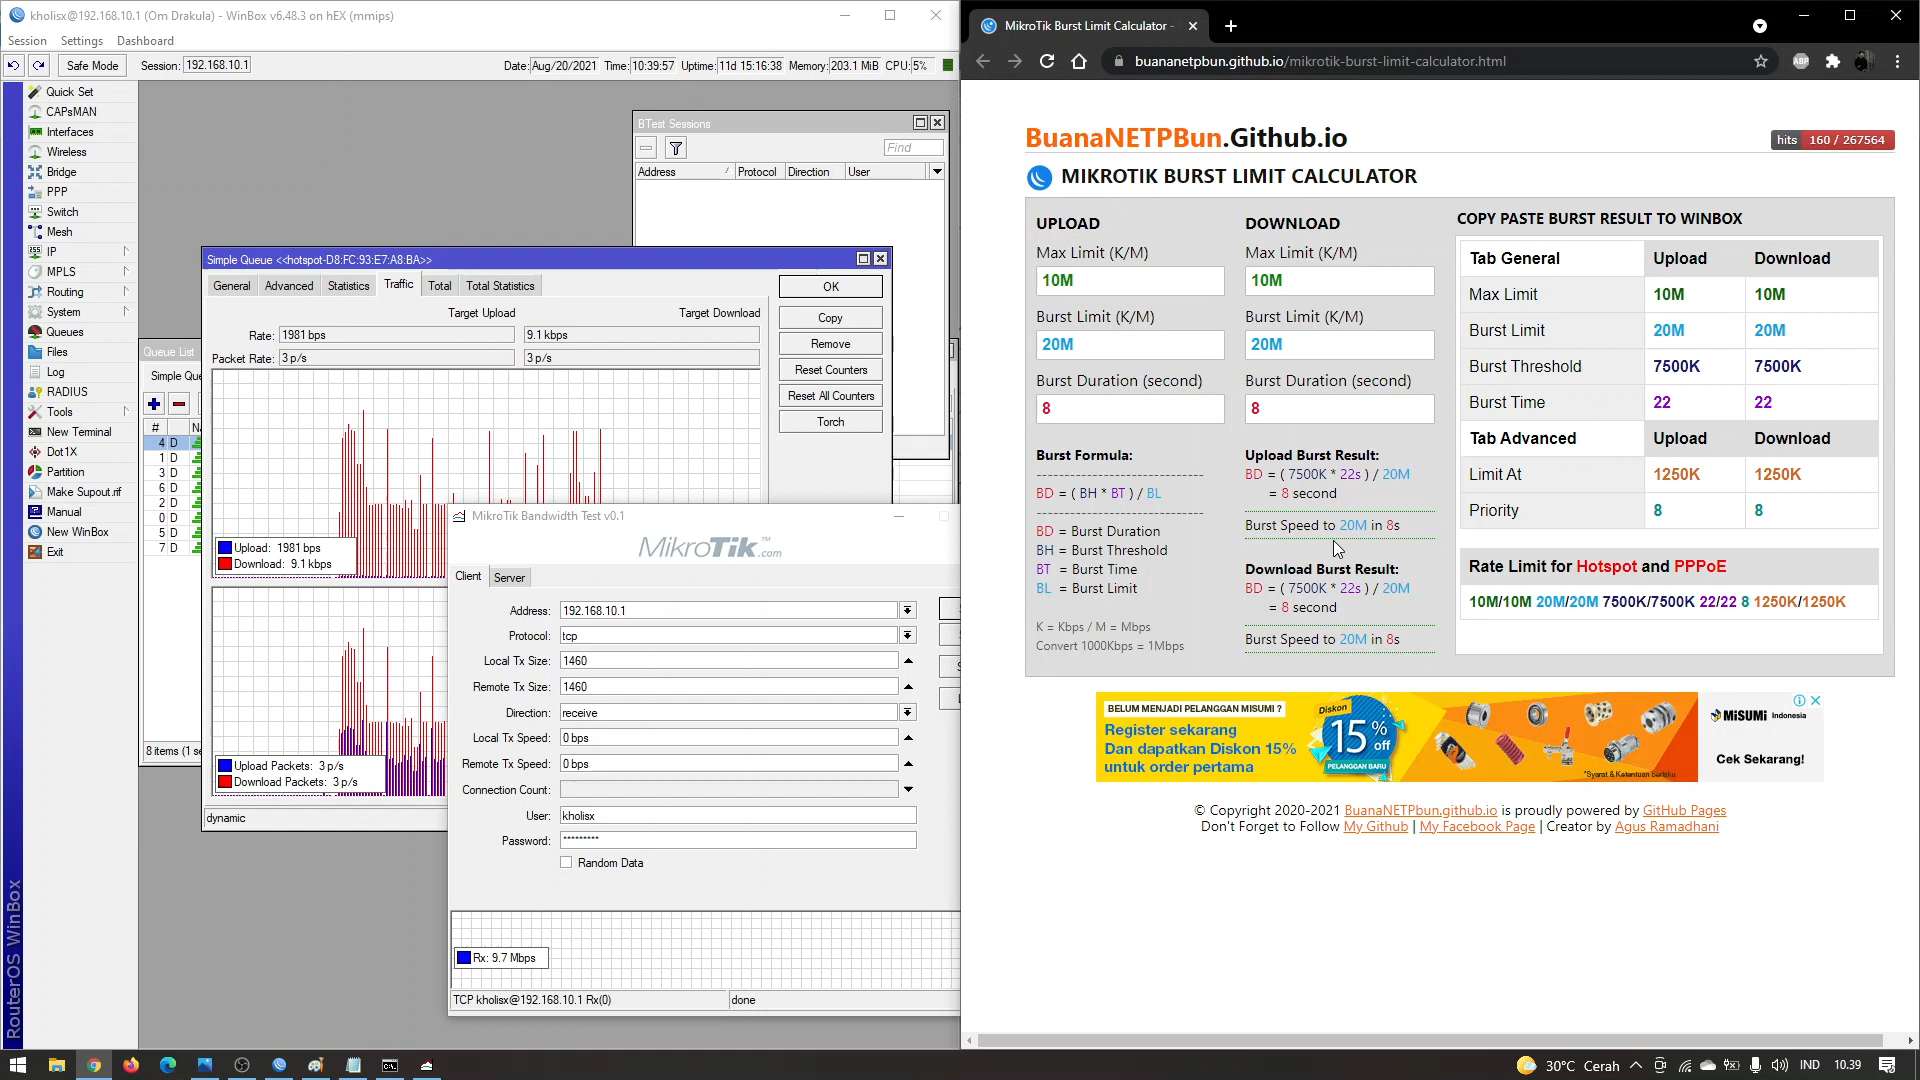 kholisx@192.168.10.1 (Om Drakula) - WinBox v6.48.3 on hEX (mmips)
Session Settings Dashboard
Safe Mode Session: 192.168.10.1 Date: Aug/20/2021 Time: 10:39:57 Uptime: 11d 15:16:38 Memory: 203.1 MiB CPU: 5%
Quick Set
CAPsMAN
Interfaces
Wireless
Bridge
PPP
Switch
Mesh
IP
MPLS
Routing
System
Queues
Files
Log
RADIUS
Tools
New Terminal
Dot1X
Partition
Make Supout.rif
Manual
New WinBox
Exit
RouterOS WinBox
BTest Sessions
Find
Address Protocol Direction User
Queue List
Simple Que
#
4 D
1 D
3 D
6 D
2 D
0 D
5 D
7 D
8 items (1 se
Simple Queue <<hotspot-D8:FC:93:E7:A8:BA>>
General Advanced Statistics Traffic Total Total Statistics
Target Upload Target Download
Rate: 1981 bps 9.1 kbps
Packet Rate: 3 p/s 3 p/s
OK
Copy
Remove
Reset Counters
Reset All Counters
Torch
Upload: 1981 bps
Download: 9.1 kbps
Upload Packets: 3 p/s
Download Packets: 3 p/s
dynamic
MikroTik Bandwidth Test v0.1
MikroTik.com
Client Server
Address: 192.168.10.1
Protocol: tcp
Local Tx Size: 1460
Remote Tx Size: 1460
Direction: receive
Local Tx Speed: 0 bps
Remote Tx Speed: 0 bps
Connection Count:
User: kholisx
Password: *********
Random Data
Rx: 9.7 Mbps
TCP kholisx@192.168.10.1 Rx(0) done
MikroTik Burst Limit Calculator -
buananetpbun.github.io/mikrotik-burst-limit-calculator.html
ABP
BuanaNETPBun.Github.io
hits 160 / 267564
MIKROTIK BURST LIMIT CALCULATOR
UPLOAD
Max Limit (K/M)
10M
Burst Limit (K/M)
20M
Burst Duration (second)
8
DOWNLOAD
Max Limit (K/M)
10M
Burst Limit (K/M)
20M
Burst Duration (second)
8
Burst Formula:
------------------------------
BD = ( BH * BT ) / BL
------------------------------
BD = Burst Duration
BH = Burst Threshold
BT = Burst Time
BL = Burst Limit
K = Kbps / M = Mbps
Convert 1000Kbps = 1Mbps
Upload Burst Result:
BD = ( 7500K * 22s ) / 20M
= 8 second
Burst Speed to 20M in 8s
Download Burst Result:
BD = ( 7500K * 22s ) / 20M
= 8 second
Burst Speed to 20M in 8s
COPY PASTE BURST RESULT TO WINBOX
Tab General Upload Download
Max Limit 10M 10M
Burst Limit 20M 20M
Burst Threshold 7500K 7500K
Burst Time 22 22
Tab Advanced Upload Download
Limit At 1250K 1250K
Priority 8 8
Rate Limit for Hotspot and PPPoE
10M/10M 20M/20M 7500K/7500K 22/22 8 1250K/1250K
BELUM MENJADI PELANGGAN MISUMI ?
Register sekarang
Dan dapatkan Diskon 15%
untuk order pertama
Diskon
15% off
PELANGGAN BARU
*Syarat & Ketentuan berlaku
MiSUMi Indonesia
Cek Sekarang!
© Copyright 2020-2021 BuanaNETPbun.github.io is proudly powered by GitHub Pages
Don't Forget to Follow My Github | My Facebook Page | Creator by Agus Ramadhani
30°C Cerah IND 10.39